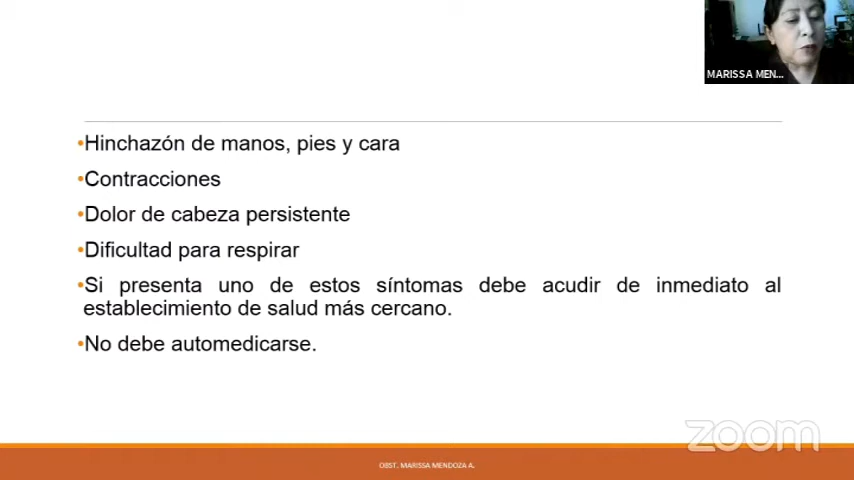 MARISSA MEN...
•Hinchazón de manos, pies y cara
•Contracciones
•Dolor de cabeza persistente
•Dificultad para respirar
•Si presenta uno de estos síntomas debe acudir de inmediato al
establecimiento de salud más cercano.
•No debe automedicarse.
zoom
OBST. MARISSA MENDOZA A.